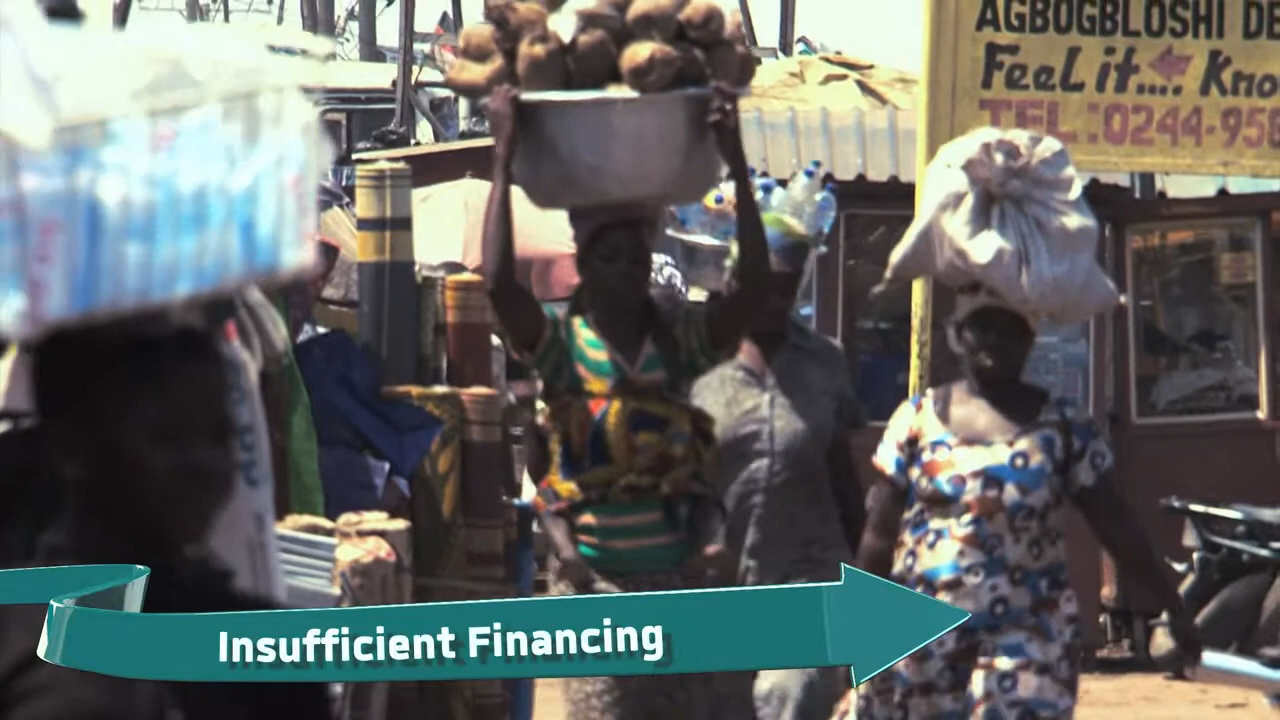 AGBOGBLOSHI DE
FeeL it.... Kno
TEL:0244-958
Insufficient Financing